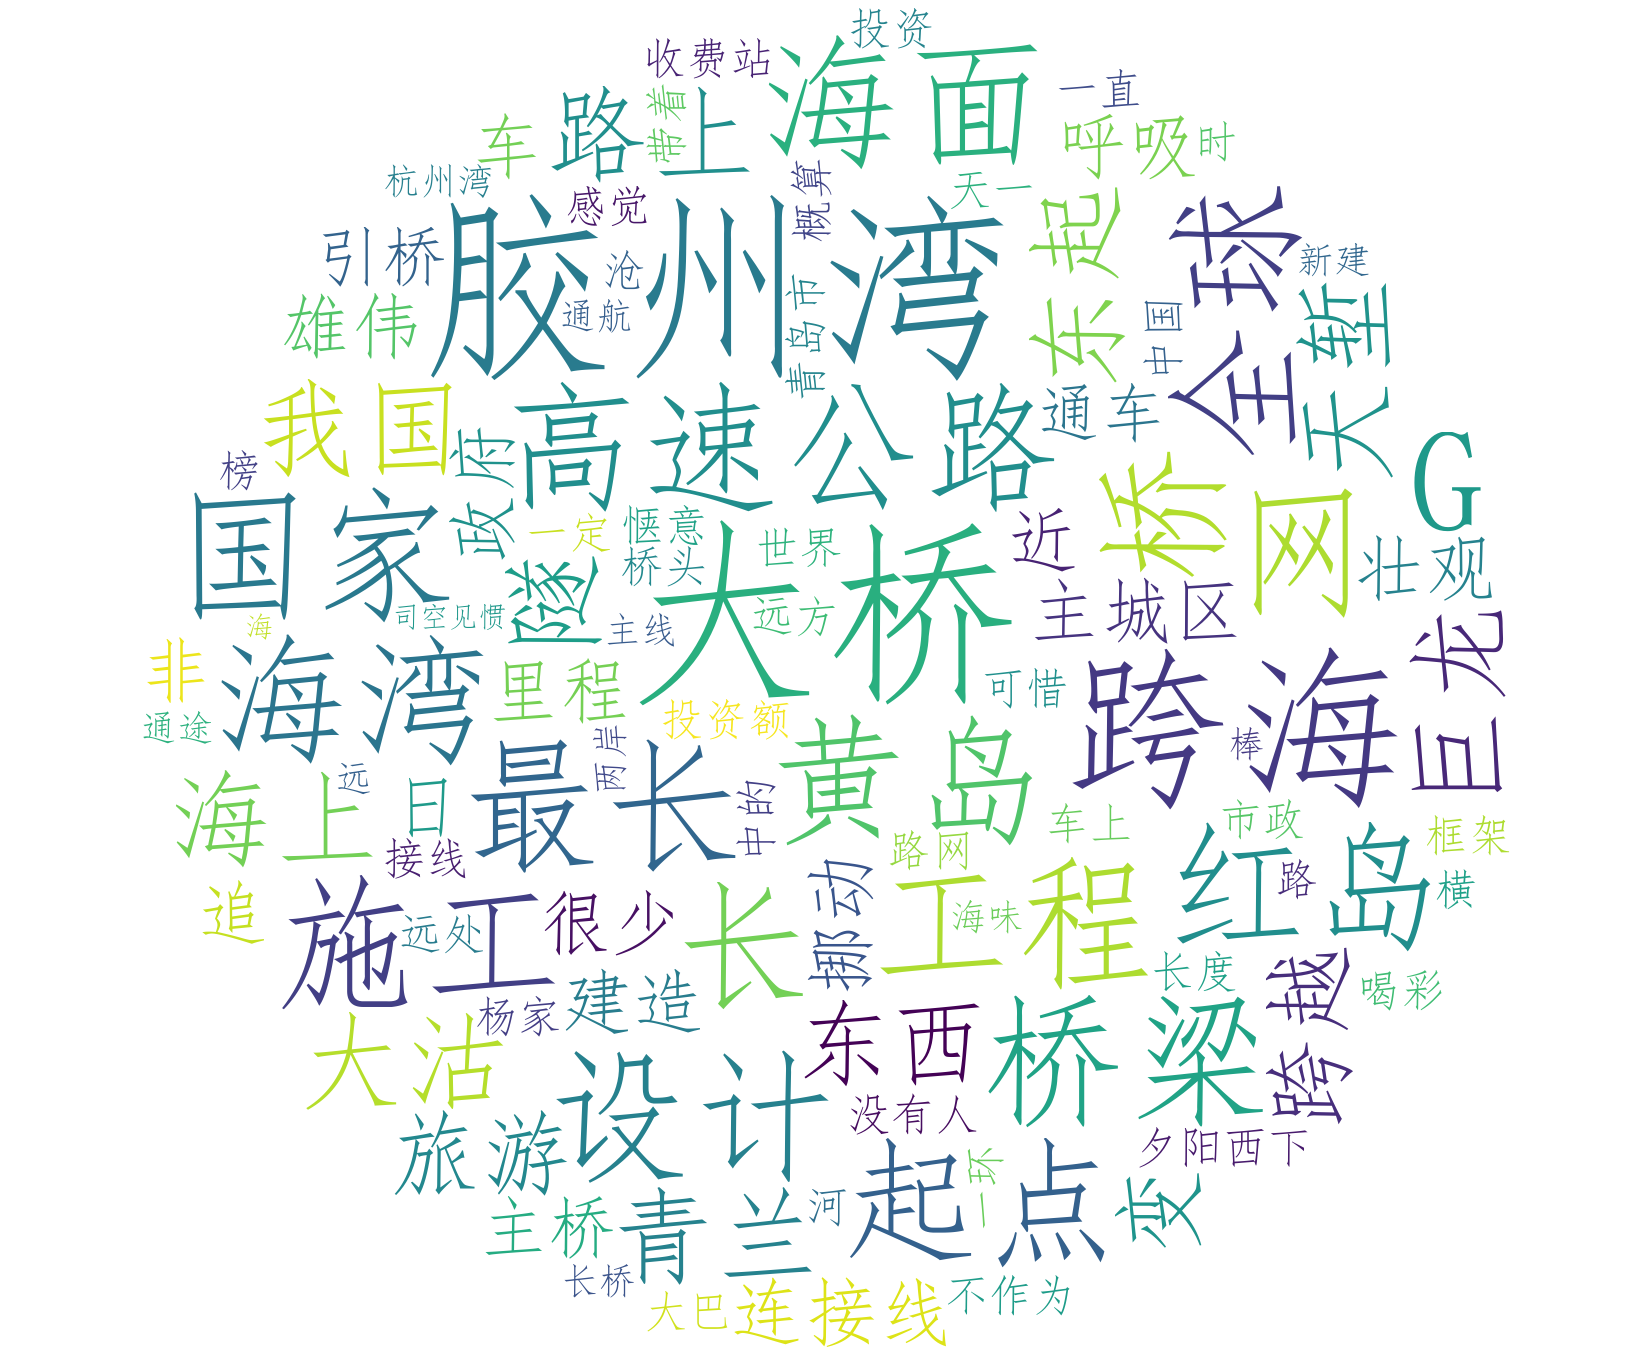 投资
收费站
海面
一直
带着
路上
车
呼吸
时
杭州湾
感觉
概算
天一
东起
全球
胶州湾
引桥
沧
新建
通航
青岛市
中国
雄伟
天堑
我国
高速公路
通车
政府
榜
G
国家
一定
惬意
世界
近
桥
网
壮观
桥头
大桥
隧
司空见惯
远方
主城区
海
主线
巨龙
非
海湾
里程
可惜
跨海
通途
投资额
两岸
棒
远
最长
黄岛
海上
日
中的
车上
市政
框架
接线
路网
红岛
路
横
追
施工
远处
很少
长
挪动
工程
海味
长度
跨越
喝彩
杨家
建造
大沽
东西
桥梁
设计
没有人
夕阳西下
旅游
一环
起点
变
主桥
青兰
河
长桥
大巴
连接线
不作为